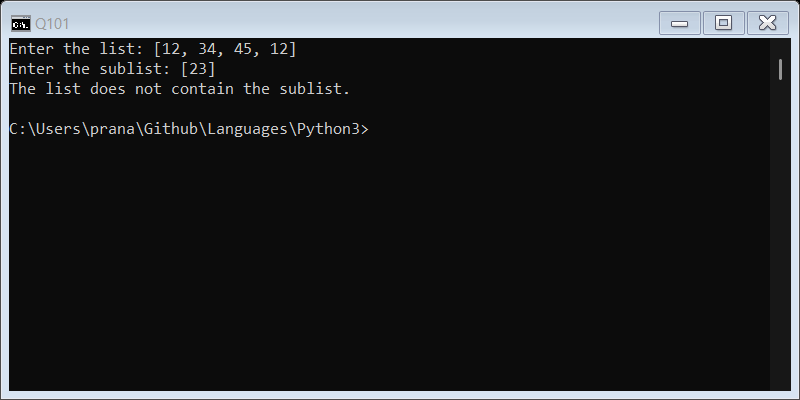 Q101
Enter the list: [12, 34, 45, 12]
Enter the sublist: [23]
The list does not contain the sublist.
C:\Users\prana\Github\Languages\Python3>